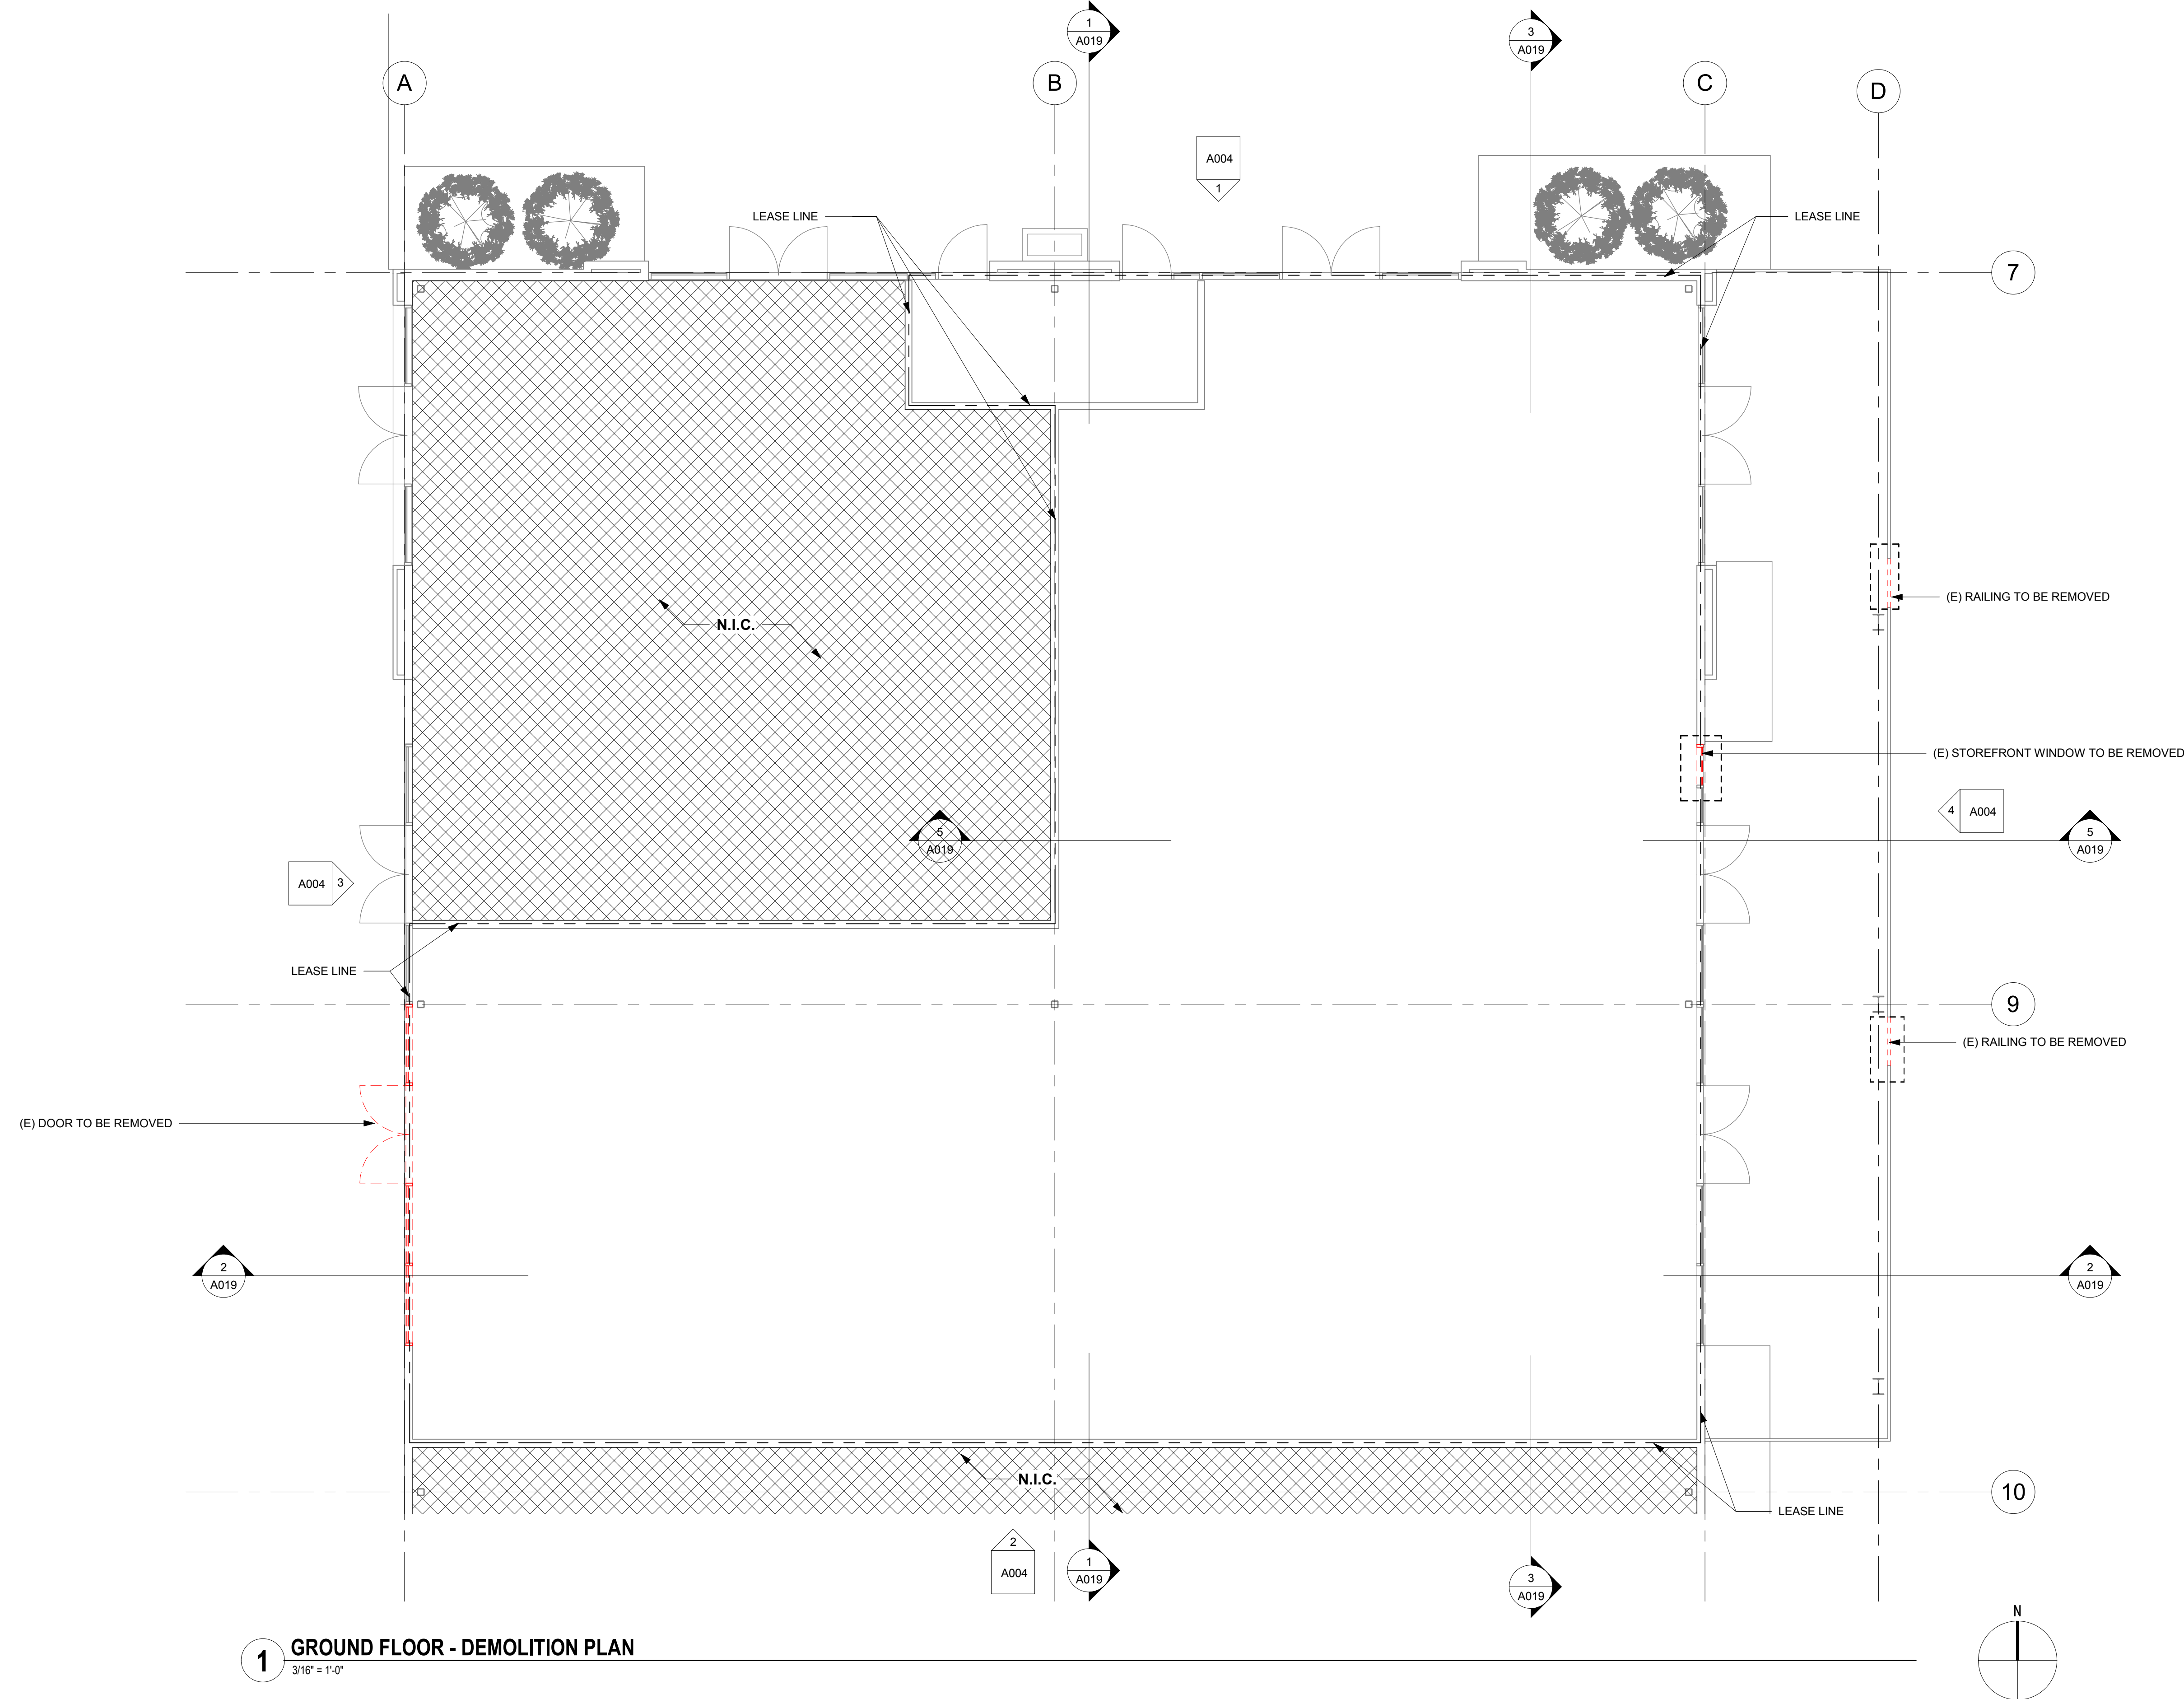 1
A019
3
A019
A
B
C
D
A004
1
LEASE LINE
LEASE LINE
7
(E) RAILING TO BE REMOVED
N.I.C.
(E) STOREFRONT WINDOW TO BE REMOVED
4
A004
5
A019
5
A019
A004
3
LEASE LINE
9
(E) RAILING TO BE REMOVED
(E) DOOR TO BE REMOVED
2
A019
2
A019
N.I.C.
10
LEASE LINE
2
A004
1
A019
3
A019
N
1
GROUND FLOOR - DEMOLITION PLAN
3/16" = 1'-0"